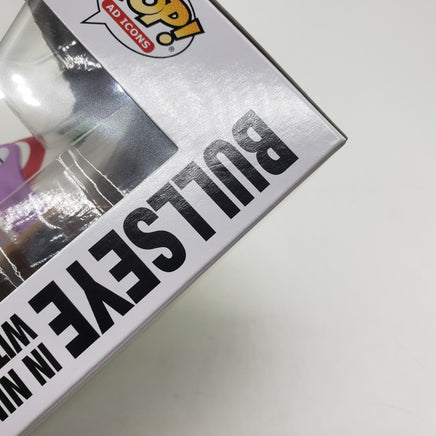 POP!
AD ICONS
BULLSEYE
IN